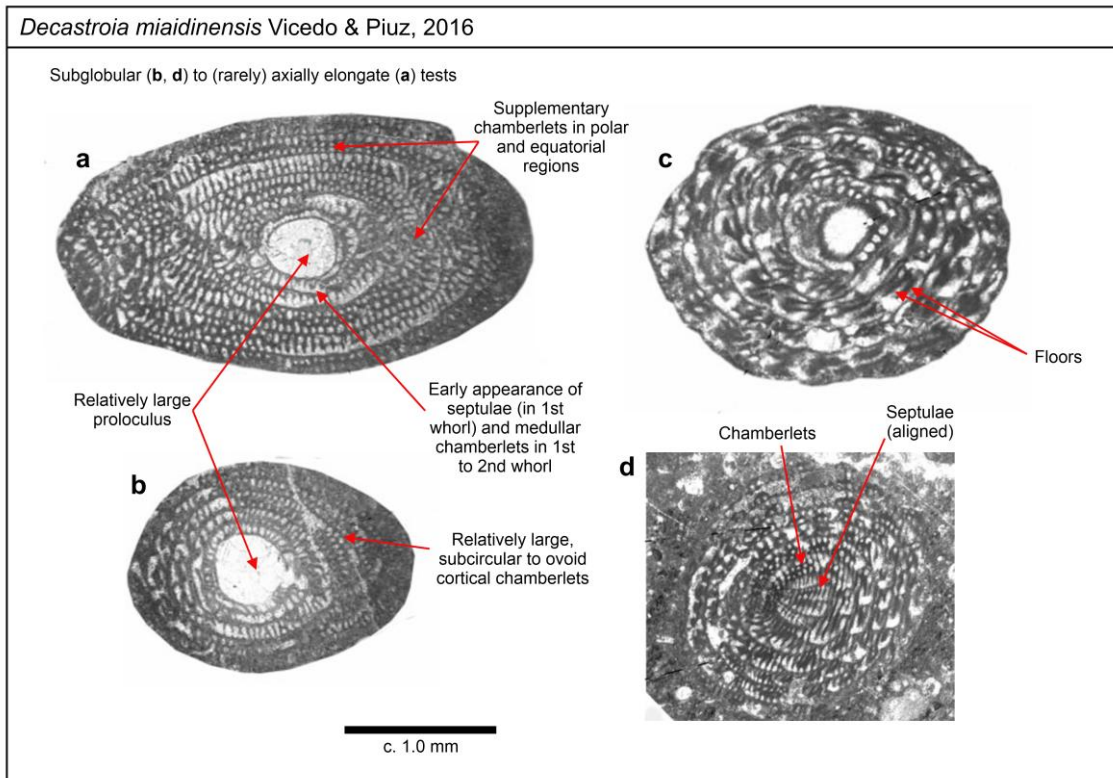 Decastroia miaidinensis Vicedo & Piuz, 2016
Subglobular (b, d) to (rarely) axially elongate (a) tests
a
Supplementary
chamberlets in polar
and equatorial
regions
c
Relatively large
proloculus
Early appearance of
septulae (in 1st
whorl) and medullar
chamberlets in 1st
to 2nd whorl
Floors
b
Relatively large,
subcircular to ovoid
cortical chamberlets
Chamberlets
Septulae
(aligned)
d
c. 1.0 mm